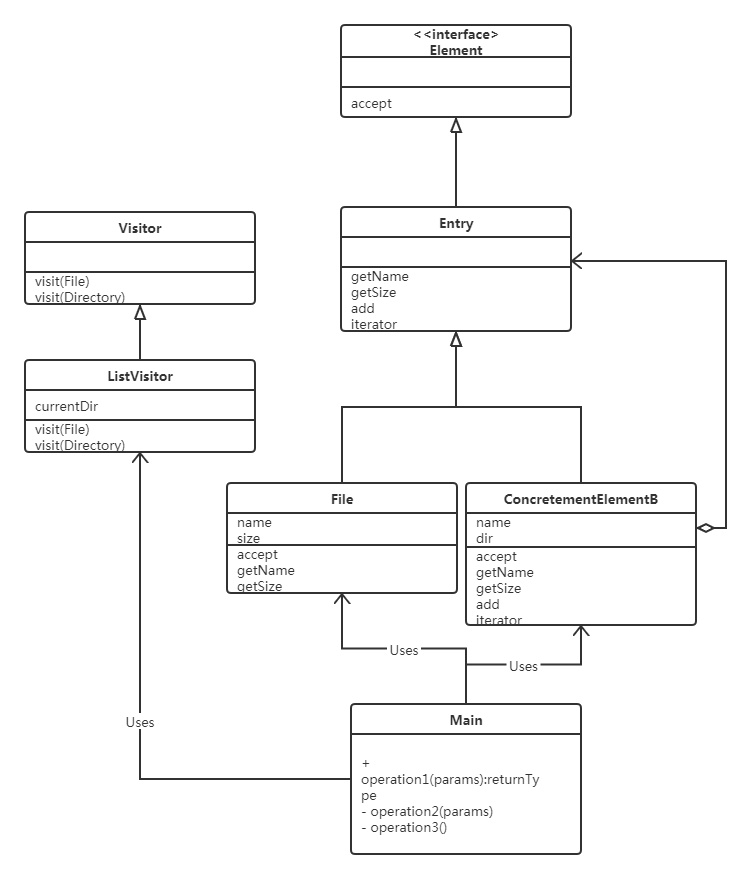 <<interface>
Element
accept
Visitor
visit(File)
visit(Directory)
Entry
getName
getSize
add
iterator
ListVisitor
currentDir
visit(File)
visit(Directory)
File
name
size
accept
getName
getSize
ConcretementElementB
name
dir
accept
getName
getSize
add
iterator
Uses
Uses
Uses
Main
+
operation1(params):returnTy
pe
- operation2(params)
- operation3()